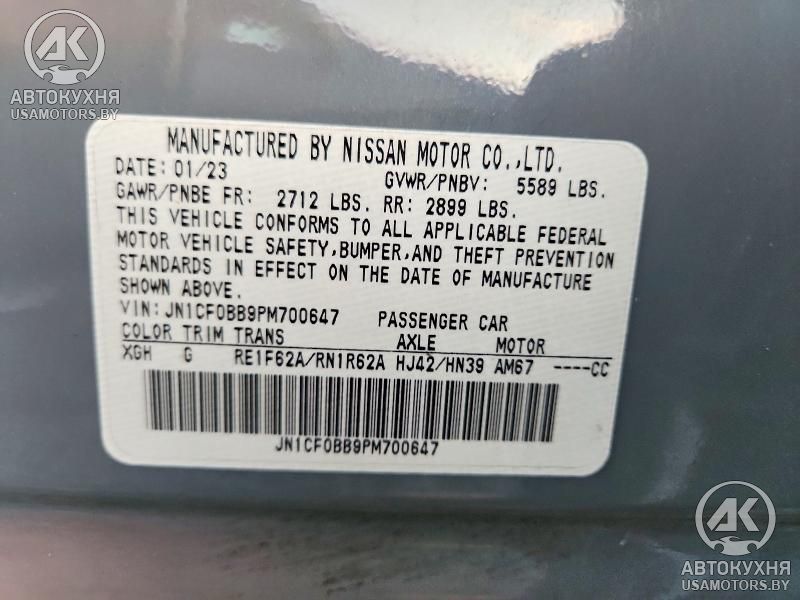 АК
АВТОКУХНЯ
USAMOTORS.BY
MANUFACTURED BY NISSAN MOTOR CO.,LTD.
DATE: 01/23 GVWR/PNBV: 5589 LBS.
GAWR/PNBE FR: 2712 LBS. RR: 2899 LBS.
THIS VEHICLE CONFORMS TO ALL APPLICABLE FEDERAL
MOTOR VEHICLE SAFETY,BUMPER,AND THEFT PREVENTION
STANDARDS IN EFFECT ON THE DATE OF MANUFACTURE
SHOWN ABOVE.
VIN:JN1CF0BB9PM700647 PASSENGER CAR
COLOR TRIM TRANS AXLE MOTOR
XGH G RE1F62A/RN1R62A HJ42/HN39 AM67 ----CC
JN1CF0BB9PM700647
АК
АВТОКУХНЯ
USAMOTORS.BY